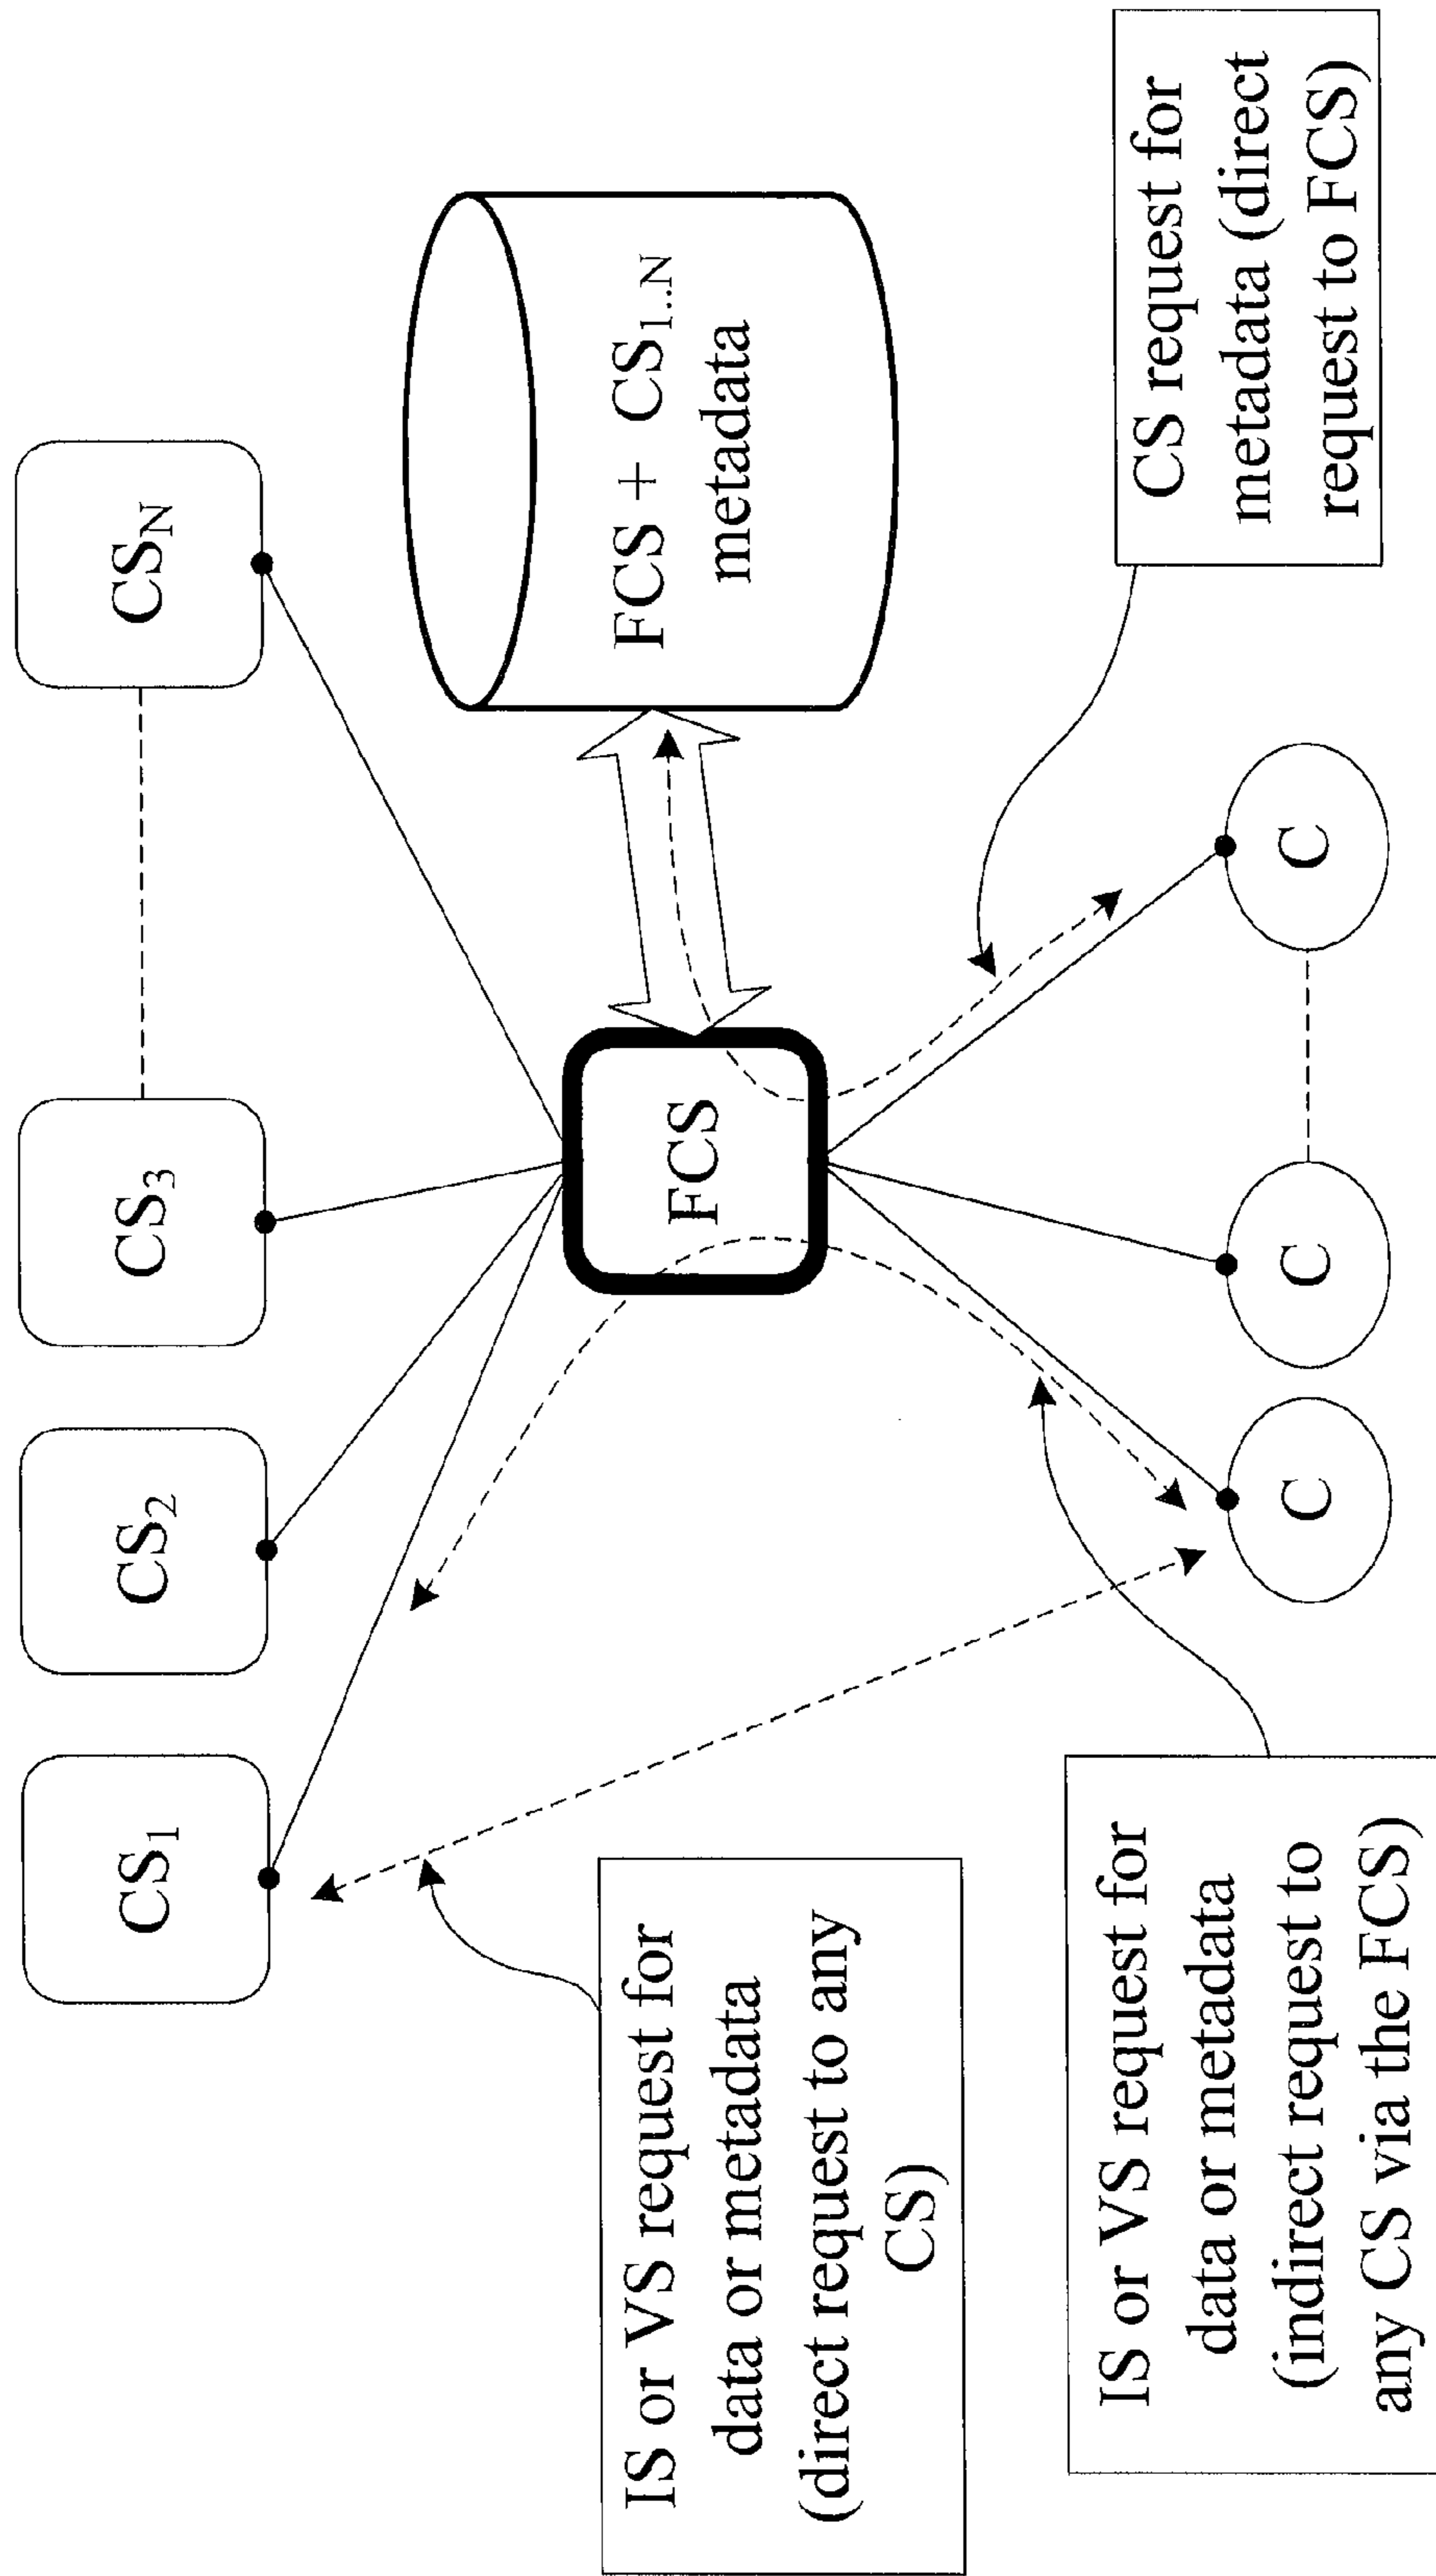 CS₁
CS₂
CS₃
CS_N
FCS
FCS + CS₁..N
metadata
IS or VS request for
data or metadata
(direct request to any
CS)
C
C
C
CS request for
metadata (direct
request to FCS)
IS or VS request for
data or metadata
(indirect request to
any CS via the FCS)